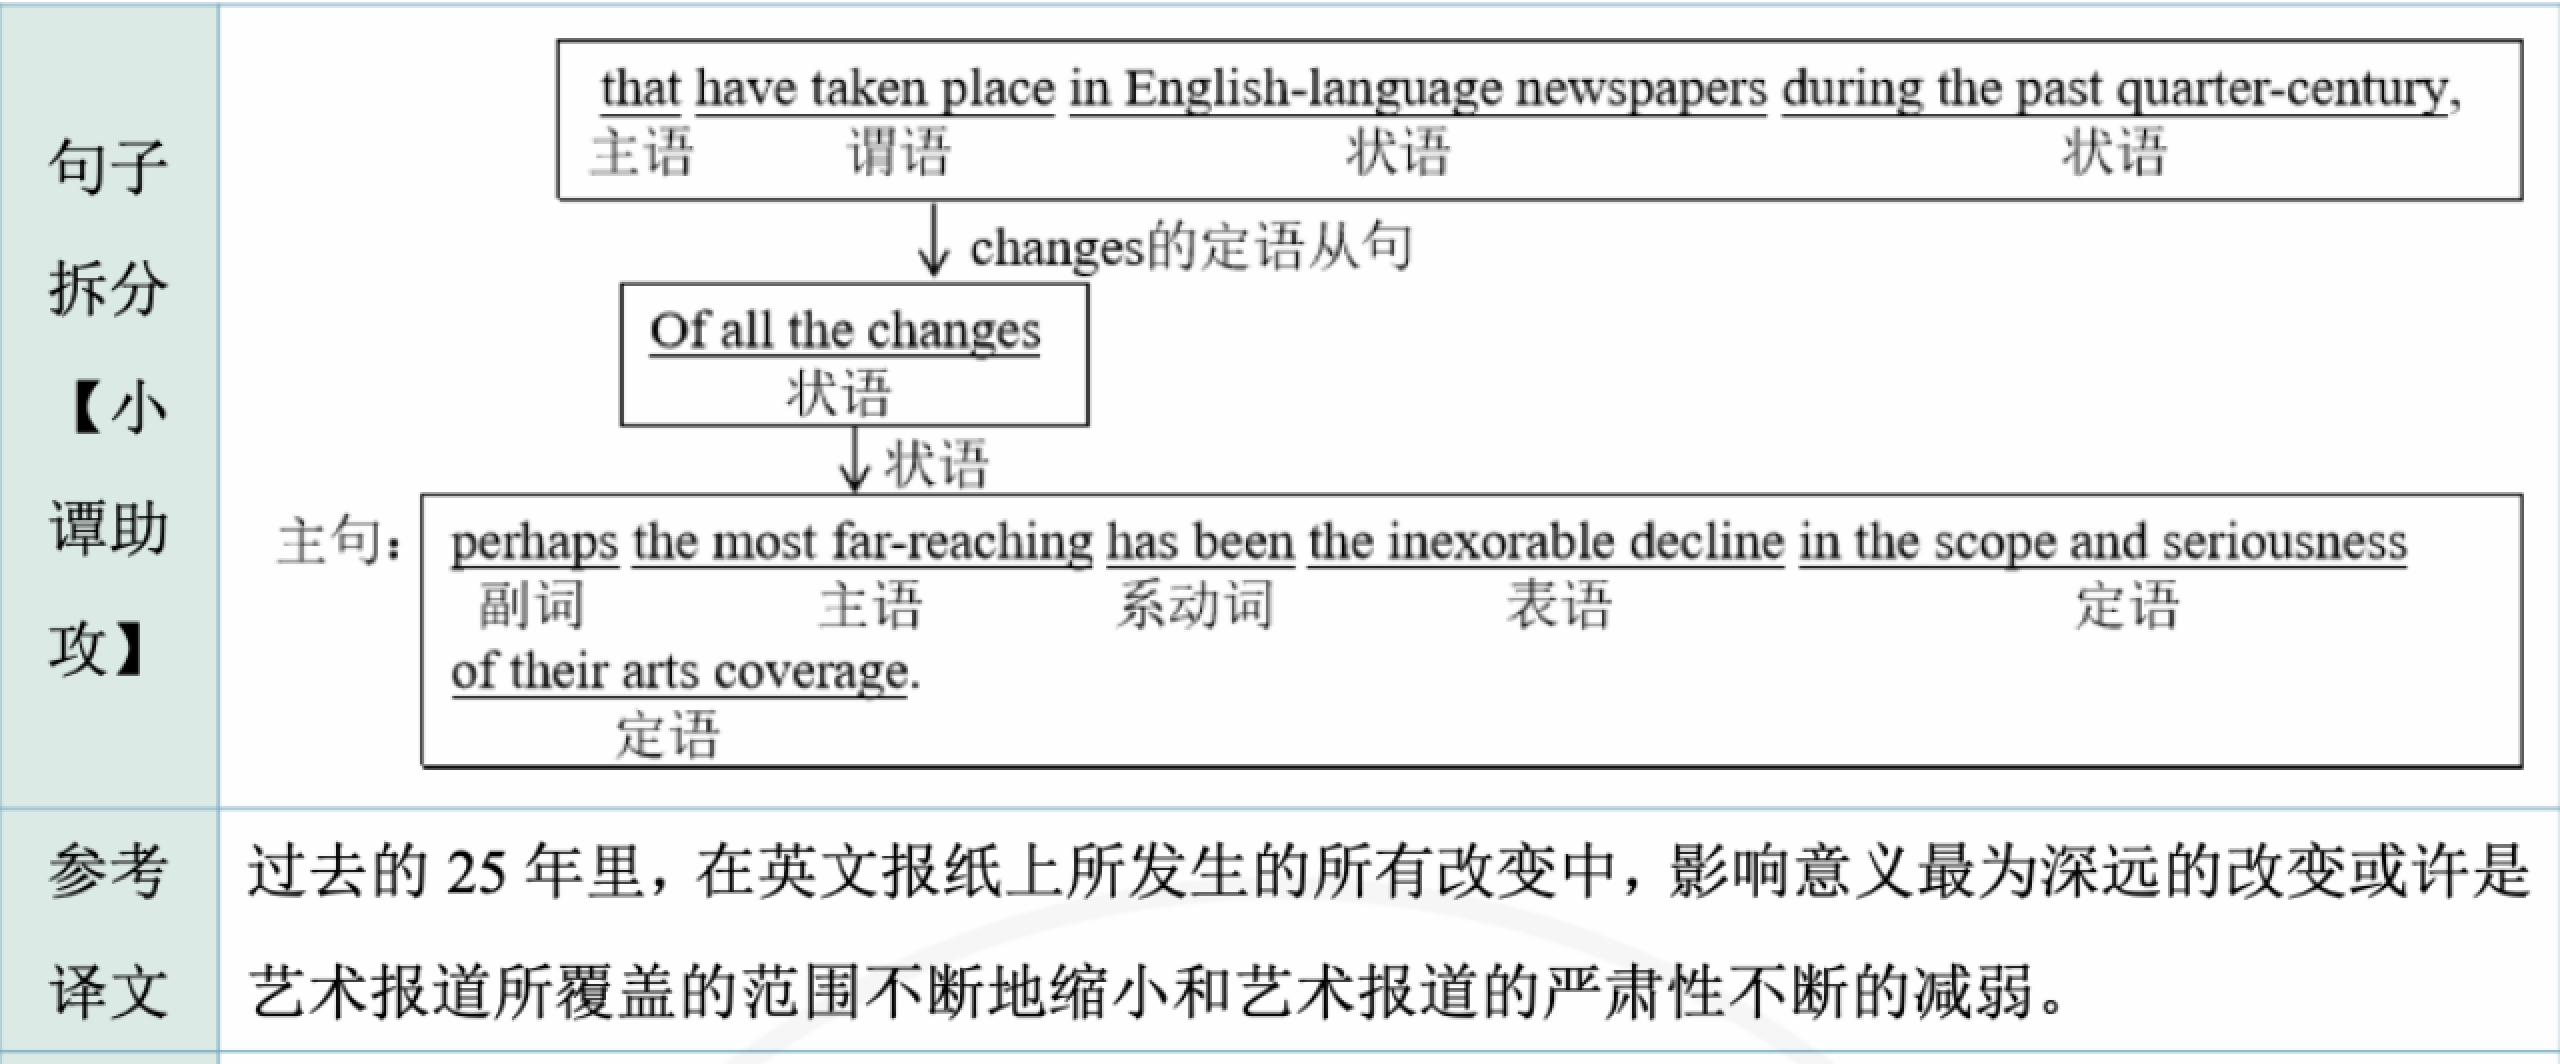 句子
拆分
【小
谭助
攻】
that have taken place in English-language newspapers during the past quarter-century,
主语 谓语 状语 状语
changes的定语从句
Of all the changes
状语
状语
主句：
perhaps the most far-reaching has been the inexorable decline in the scope and seriousness
副词 主语 系动词 表语 定语
of their arts coverage.
定语
参考
译文
过去的 25 年里，在英文报纸上所发生的所有改变中，影响意义最为深远的改变或许是
艺术报道所覆盖的范围不断地缩小和艺术报道的严肃性不断的减弱。